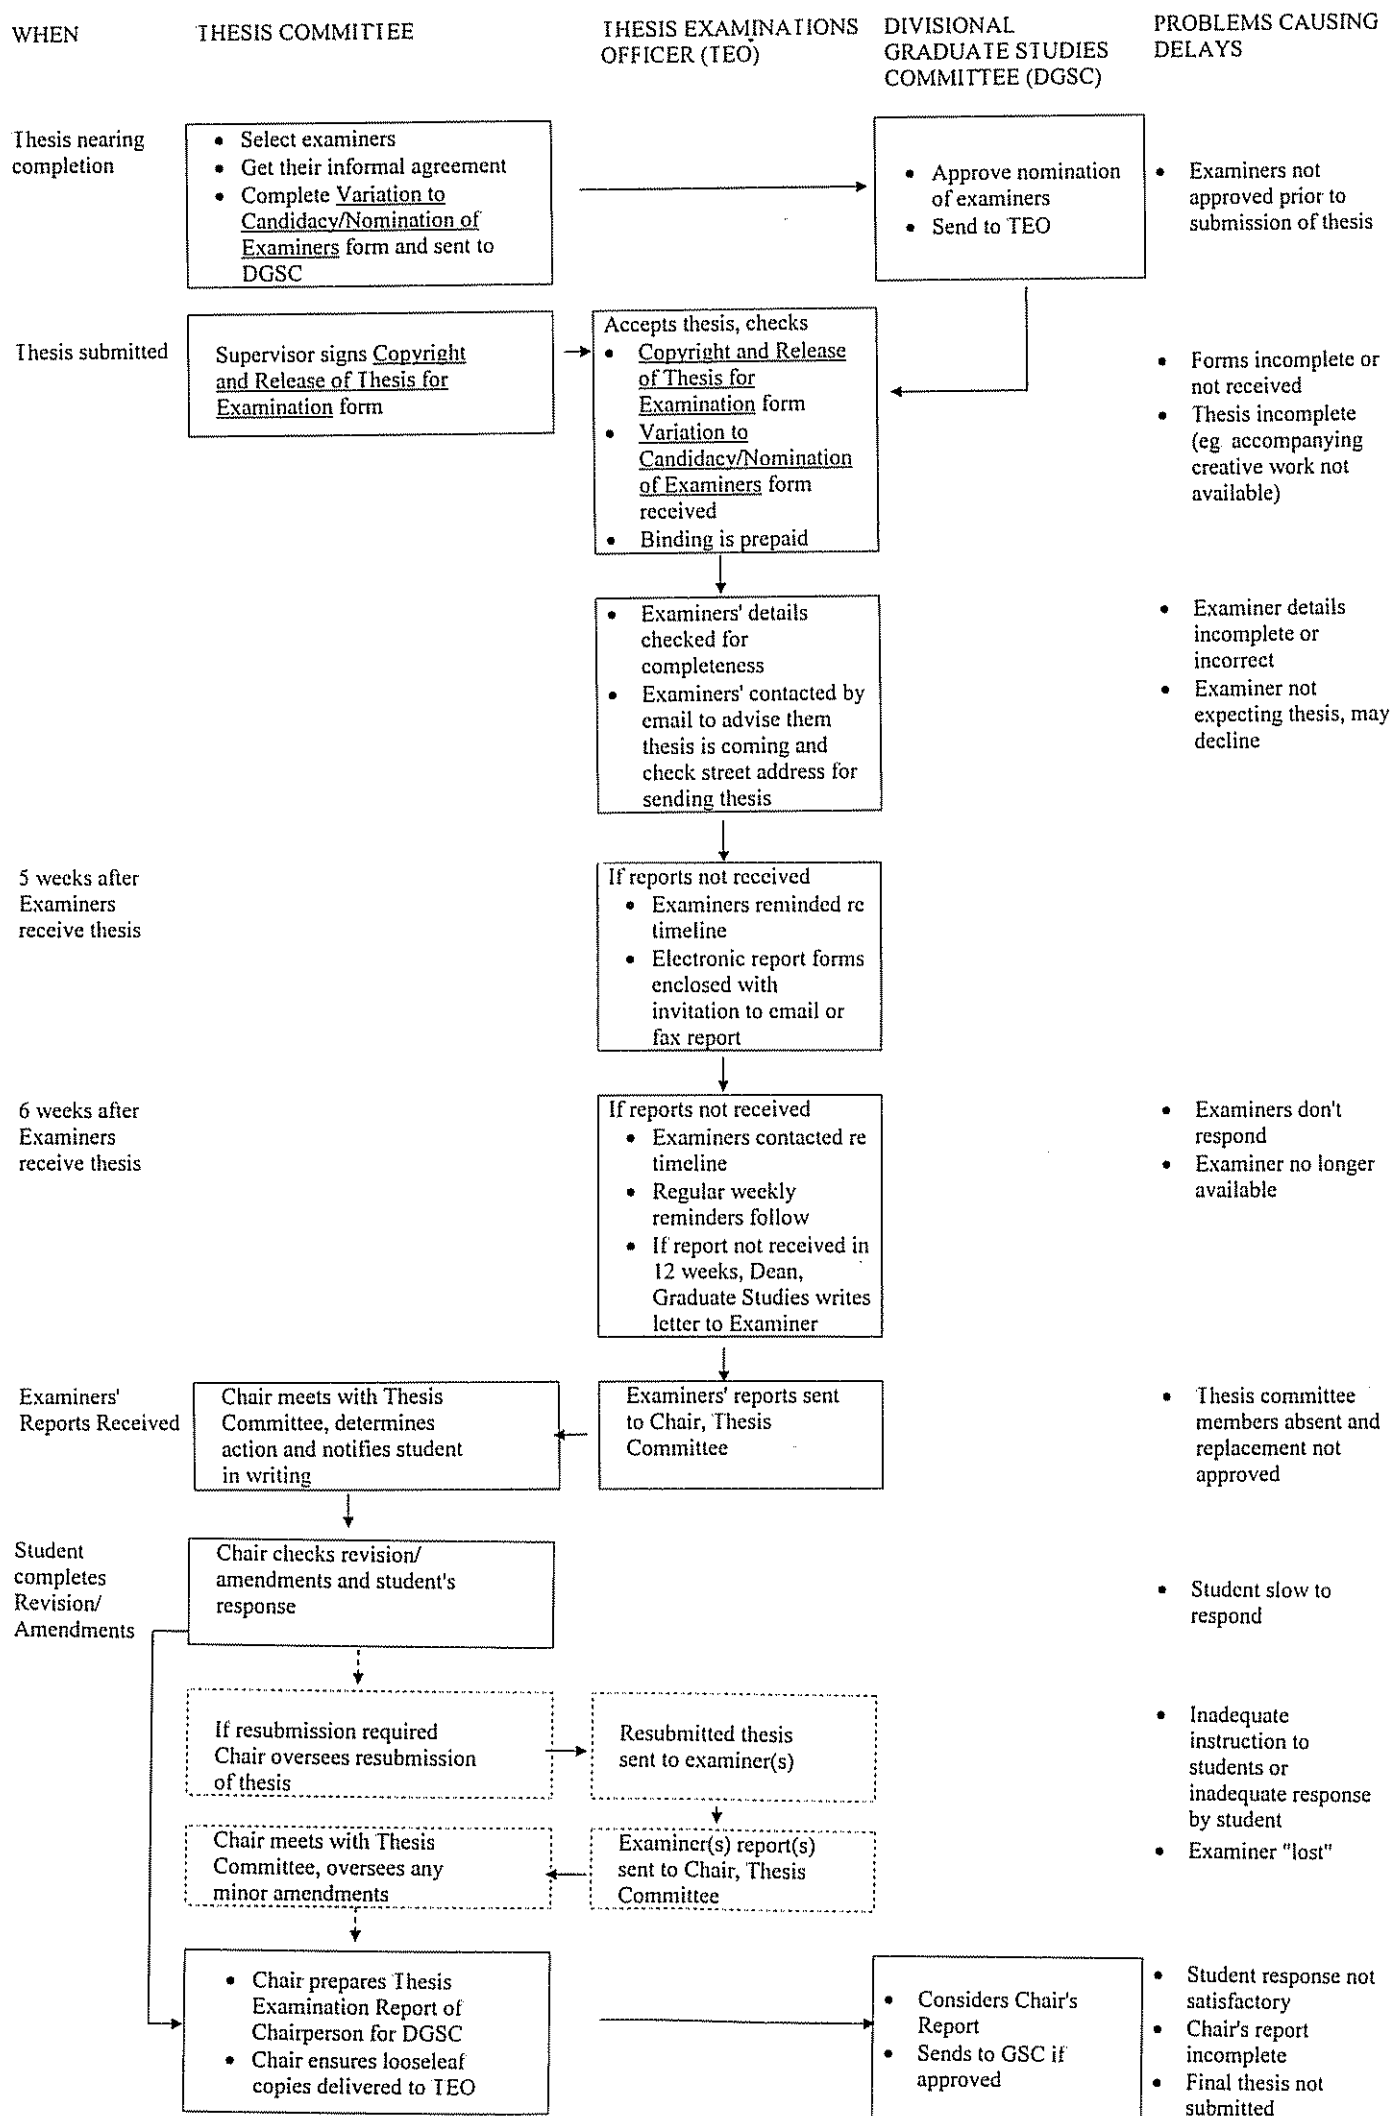 WHEN
THESIS COMMITTEE
THESIS EXAMINATIONS
OFFICER (TEO)
DIVISIONAL
GRADUATE STUDIES
COMMITTEE (DGSC)
PROBLEMS CAUSING
DELAYS
Thesis nearing
completion
• Select examiners
• Get their informal agreement
• Complete Variation to
Candidacy/Nomination of
Examiners form and sent to
DGSC
• Approve nomination
of examiners
• Send to TEO
• Examiners not
approved prior to
submission of thesis
Thesis submitted
Supervisor signs Copyright
and Release of Thesis for
Examination form
Accepts thesis, checks
• Copyright and Release
of Thesis for
Examination form
• Variation to
Candidacy/Nomination
of Examiners form
received
• Binding is prepaid
• Forms incomplete or
not received
• Thesis incomplete
(eg accompanying
creative work not
available)
• Examiners' details
checked for
completeness
• Examiners' contacted by
email to advise them
thesis is coming and
check street address for
sending thesis
• Examiner details
incomplete or
incorrect
• Examiner not
expecting thesis, may
decline
5 weeks after
Examiners
receive thesis
If reports not received
• Examiners reminded re
timeline
• Electronic report forms
enclosed with
invitation to email or
fax report
6 weeks after
Examiners
receive thesis
If reports not received
• Examiners contacted re
timeline
• Regular weekly
reminders follow
• If report not received in
12 weeks, Dean,
Graduate Studies writes
letter to Examiner
• Examiners don't
respond
• Examiner no longer
available
Examiners'
Reports Received
Chair meets with Thesis
Committee, determines
action and notifies student
in writing
Examiners' reports sent
to Chair, Thesis
Committee
• Thesis committee
members absent and
replacement not
approved
Student
completes
Revision/
Amendments
Chair checks revision/
amendments and student's
response
• Student slow to
respond
If resubmission required
Chair oversees resubmission
of thesis
Resubmitted thesis
sent to examiner(s)
• Inadequate
instruction to
students or
inadequate response
by student
• Examiner "lost"
Chair meets with Thesis
Committee, oversees any
minor amendments
Examiner(s) report(s)
sent to Chair, Thesis
Committee
• Chair prepares Thesis
Examination Report of
Chairperson for DGSC
• Chair ensures looseleaf
copies delivered to TEO
• Considers Chair's
Report
• Sends to GSC if
approved
• Student response not
satisfactory
• Chair's report
incomplete
• Final thesis not
submitted